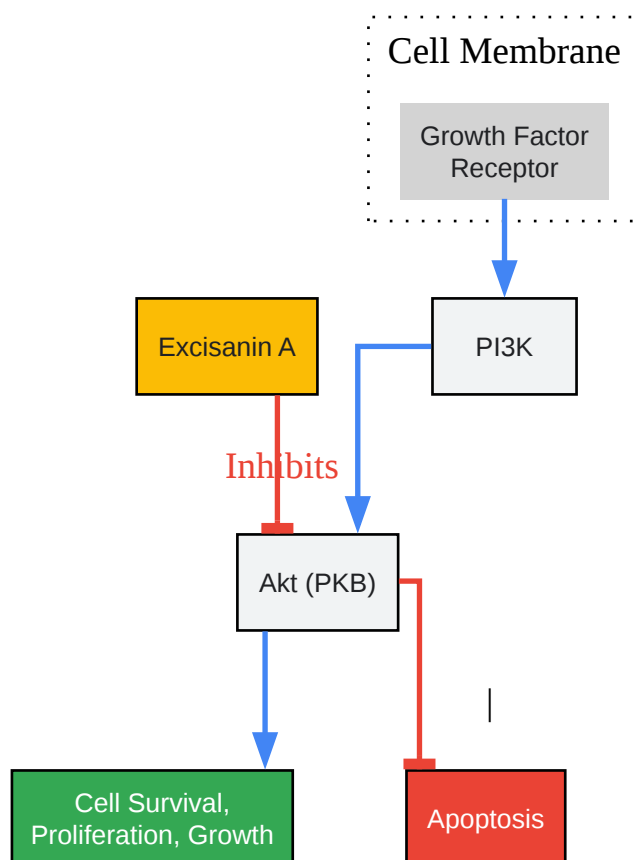 Cell Membrane
Growth Factor
Receptor
Excisanin A
PI3K
Inhibits
Akt (PKB)
|
Cell Survival,
Proliferation, Growth
Apoptosis